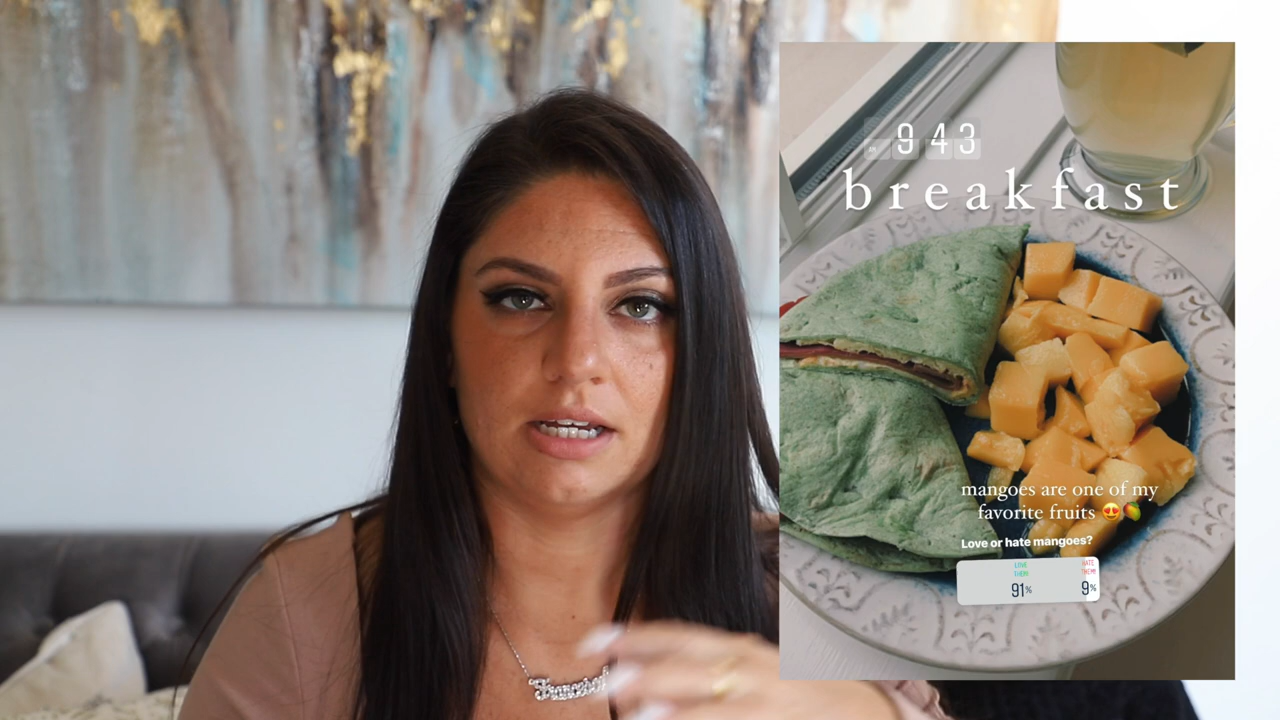 AM 9 43
breakfast
mangoes are one of my
favorite fruits 😍🥭
Love or hate mangoes?
LOVE HATE
THEM THEM
91% 9%